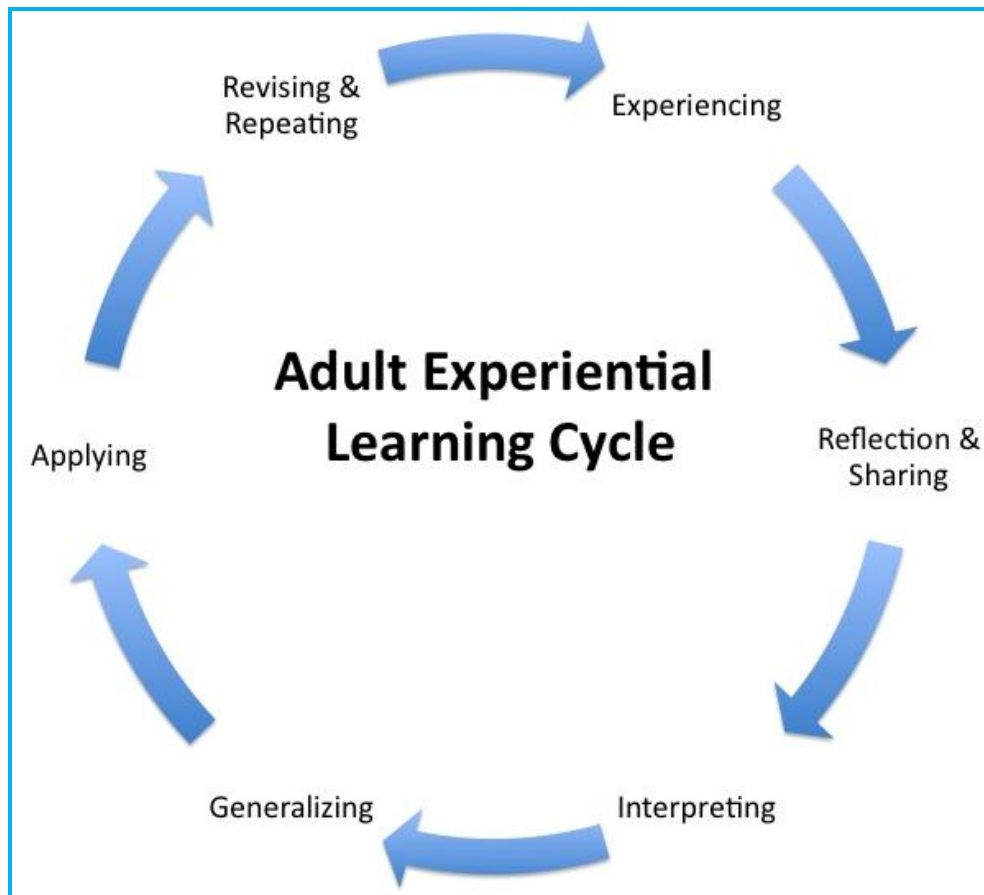 Revising &
Repeating
Experiencing
Adult Experiential
Learning Cycle
Applying
Reflection &
Sharing
Generalizing
Interpreting